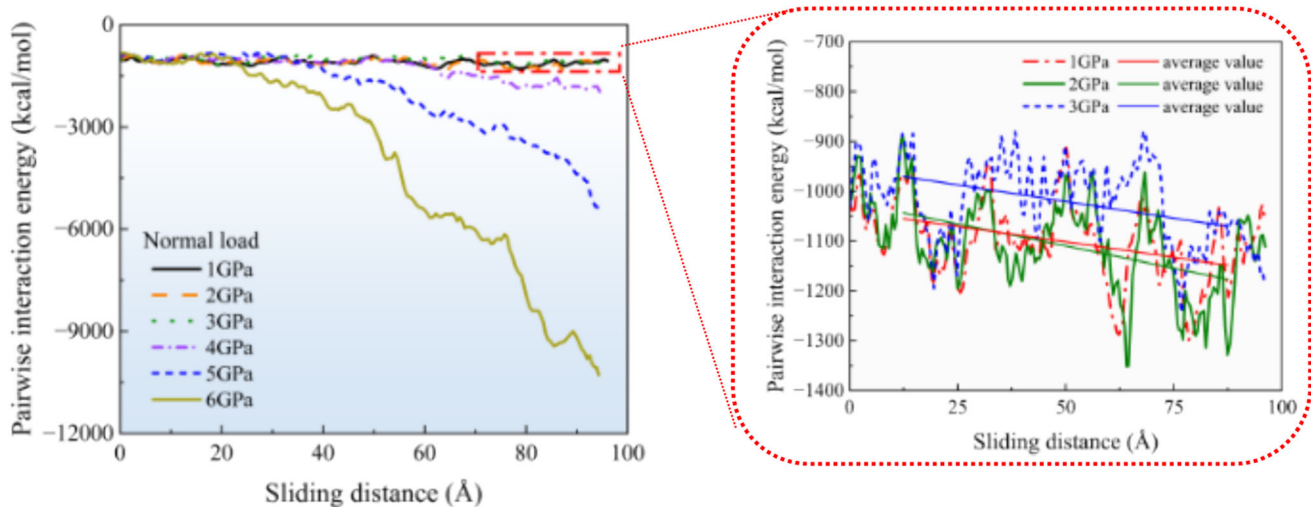 0
−3000
−6000
−9000
−12000
Pairwise interaction energy (kcal/mol)
Normal load
1GPa
2GPa
3GPa
4GPa
5GPa
6GPa
0 20 40 60 80 100
Sliding distance (Å)
−700
−800
−900
−1000
−1100
−1200
−1300
−1400
Pairwise interaction energy (kcal/mol)
1GPa average value
2GPa average value
3GPa average value
0 25 50 75 100
Sliding distance (Å)